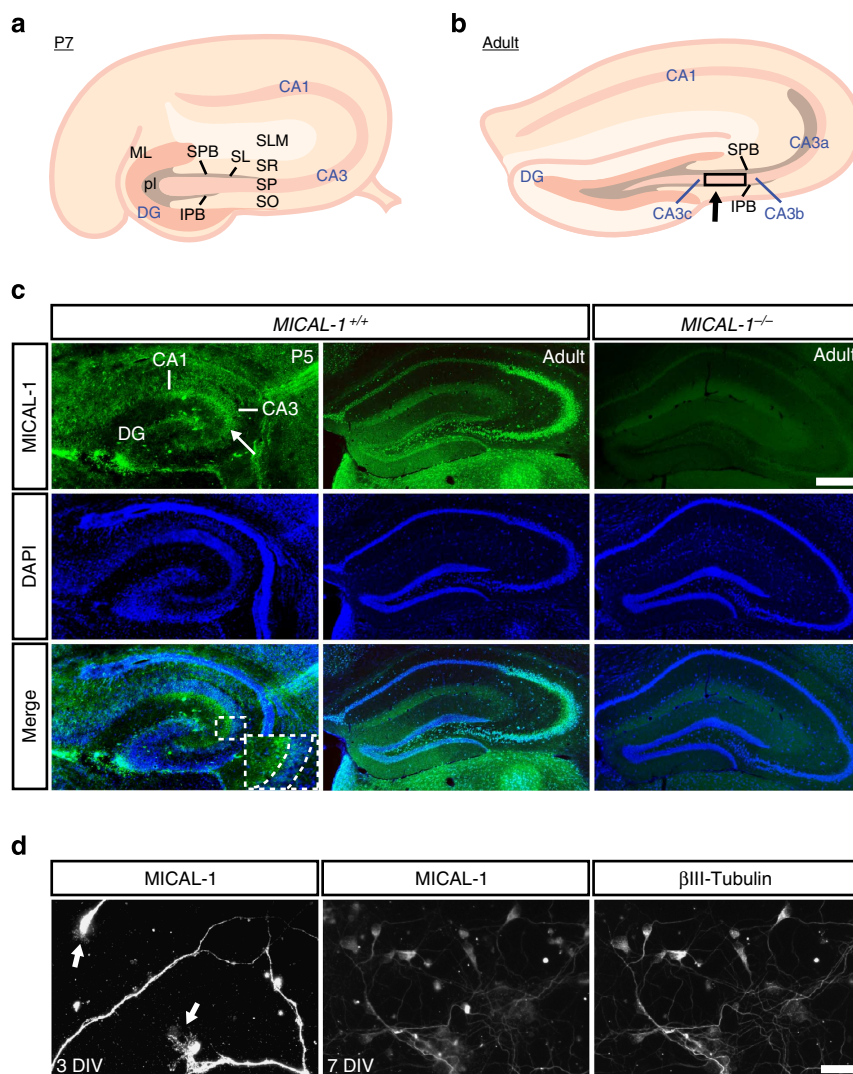 a
P7
CA1
SLM
ML
SPB
SL
SR
pl
SP
CA3
DG
IPB
SO
b
Adult
CA1
CA3a
SPB
DG
CA3c
IPB
CA3b
c
MICAL-1+/+
MICAL-1–/–
MICAL-1
P5
CA1
CA3
DG
Adult
Adult
DAPI
Merge
d
MICAL-1
MICAL-1
βIII-Tubulin
3 DIV
7 DIV